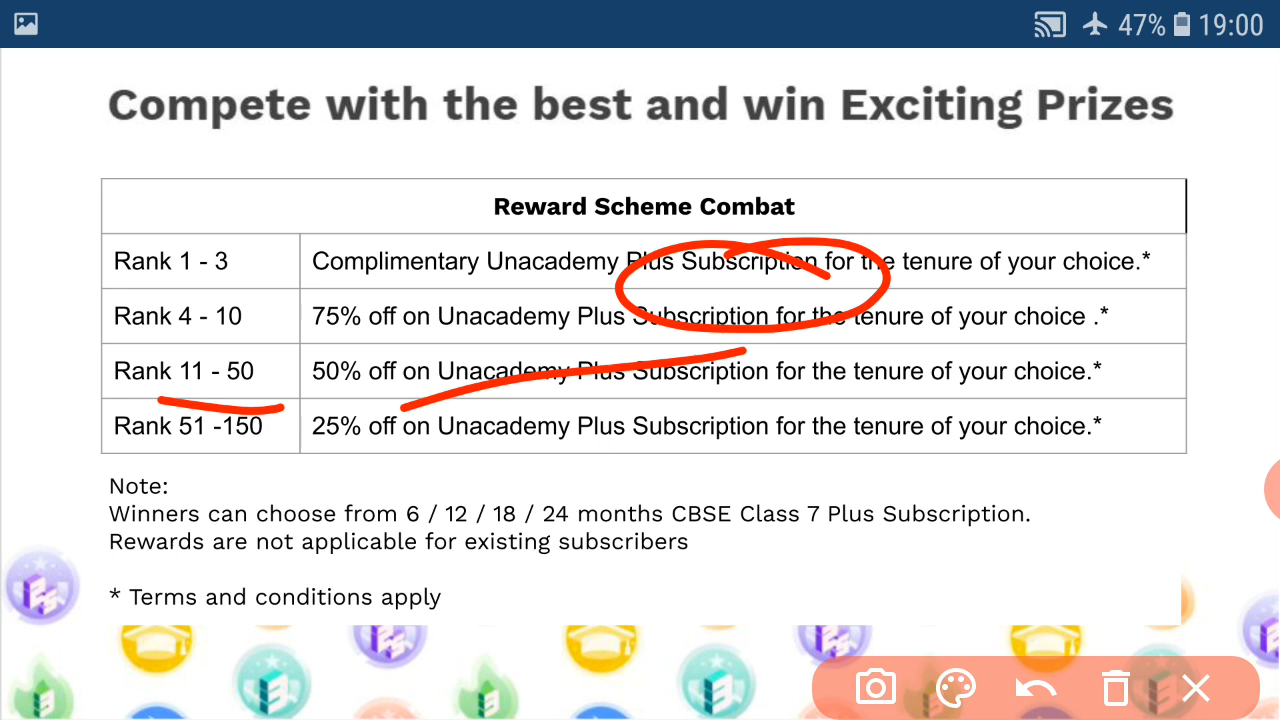 47% 19:00
Compete with the best and win Exciting Prizes
Reward Scheme Combat
Rank 1 - 3 Complimentary Unacademy Plus Subscription for the tenure of your choice.*
Rank 4 - 10 75% off on Unacademy Plus Subscription for the tenure of your choice .*
Rank 11 - 50 50% off on Unacademy Plus Subscription for the tenure of your choice.*
Rank 51 -150 25% off on Unacademy Plus Subscription for the tenure of your choice.*
Note:
Winners can choose from 6 / 12 / 18 / 24 months CBSE Class 7 Plus Subscription.
Rewards are not applicable for existing subscribers
* Terms and conditions apply